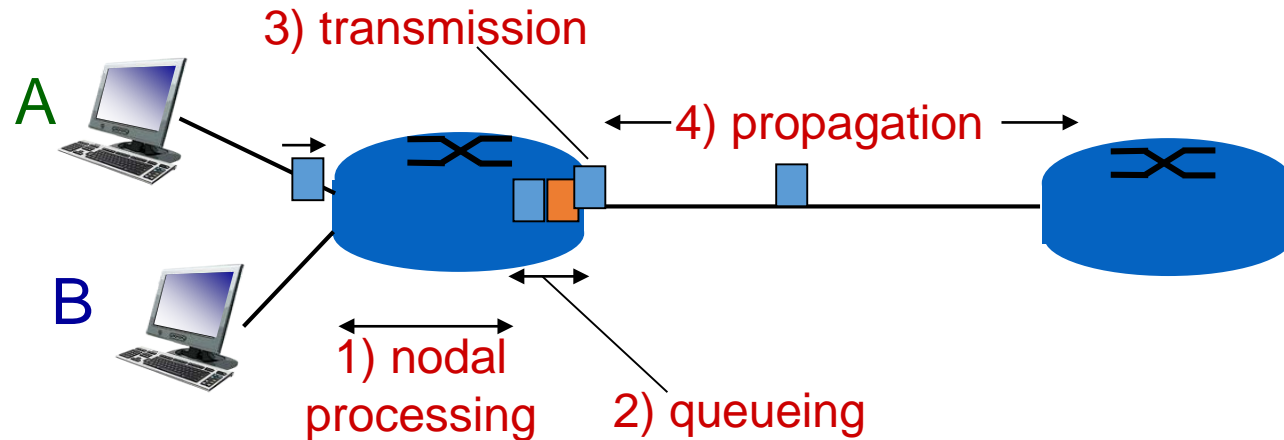 3) transmission
A
4) propagation
B
1) nodal
processing
2) queueing